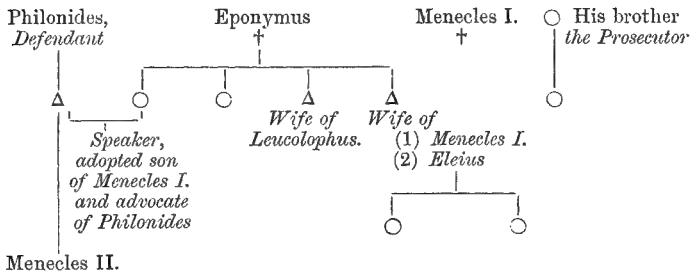 Philonides, Eponymus Menecles I. His brother
Defendant † † the Prosecutor
Δ Δ Δ
Wife of
Leucolophus.
Wife of
(1) Menecles I.
(2) Eleius
Speaker,
adopted son
of Menecles I.
and advocate
of Philonides
Menecles II.